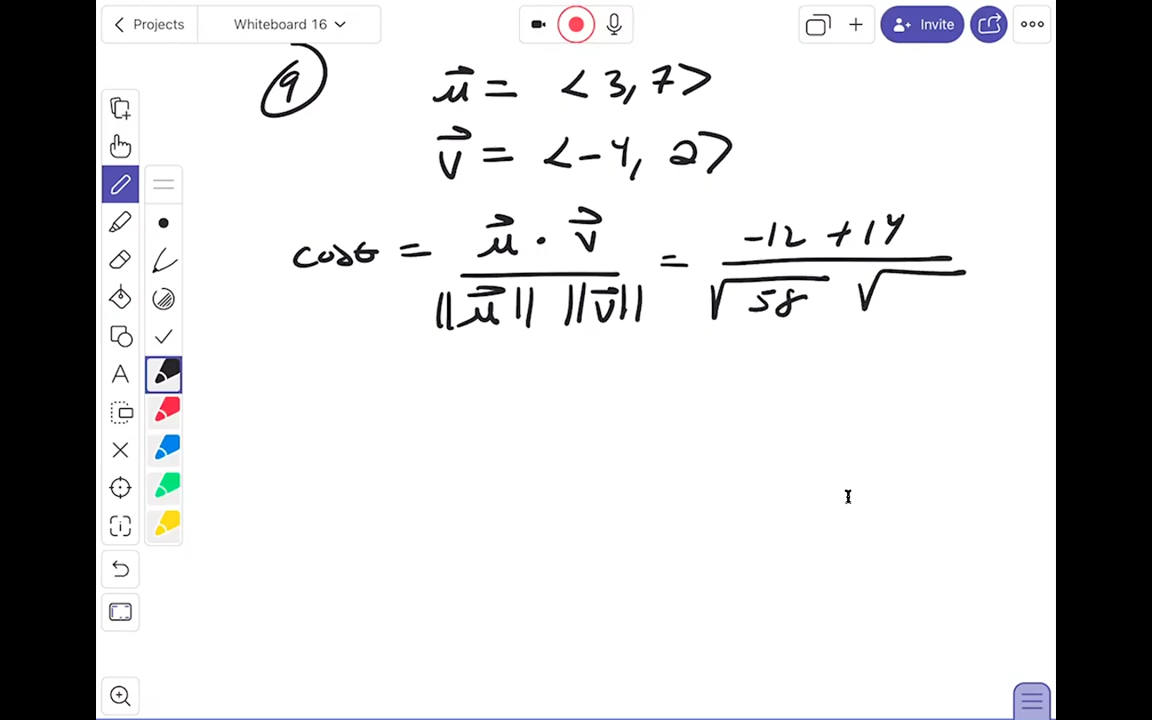 Projects
Whiteboard 16
Invite
9
u⃗ = <3, 7>
v⃗ = <-4, 2>
cosθ = u⃗ · v⃗ / ||u⃗|| ||v⃗|| = -12 + 14 / √58 √
A